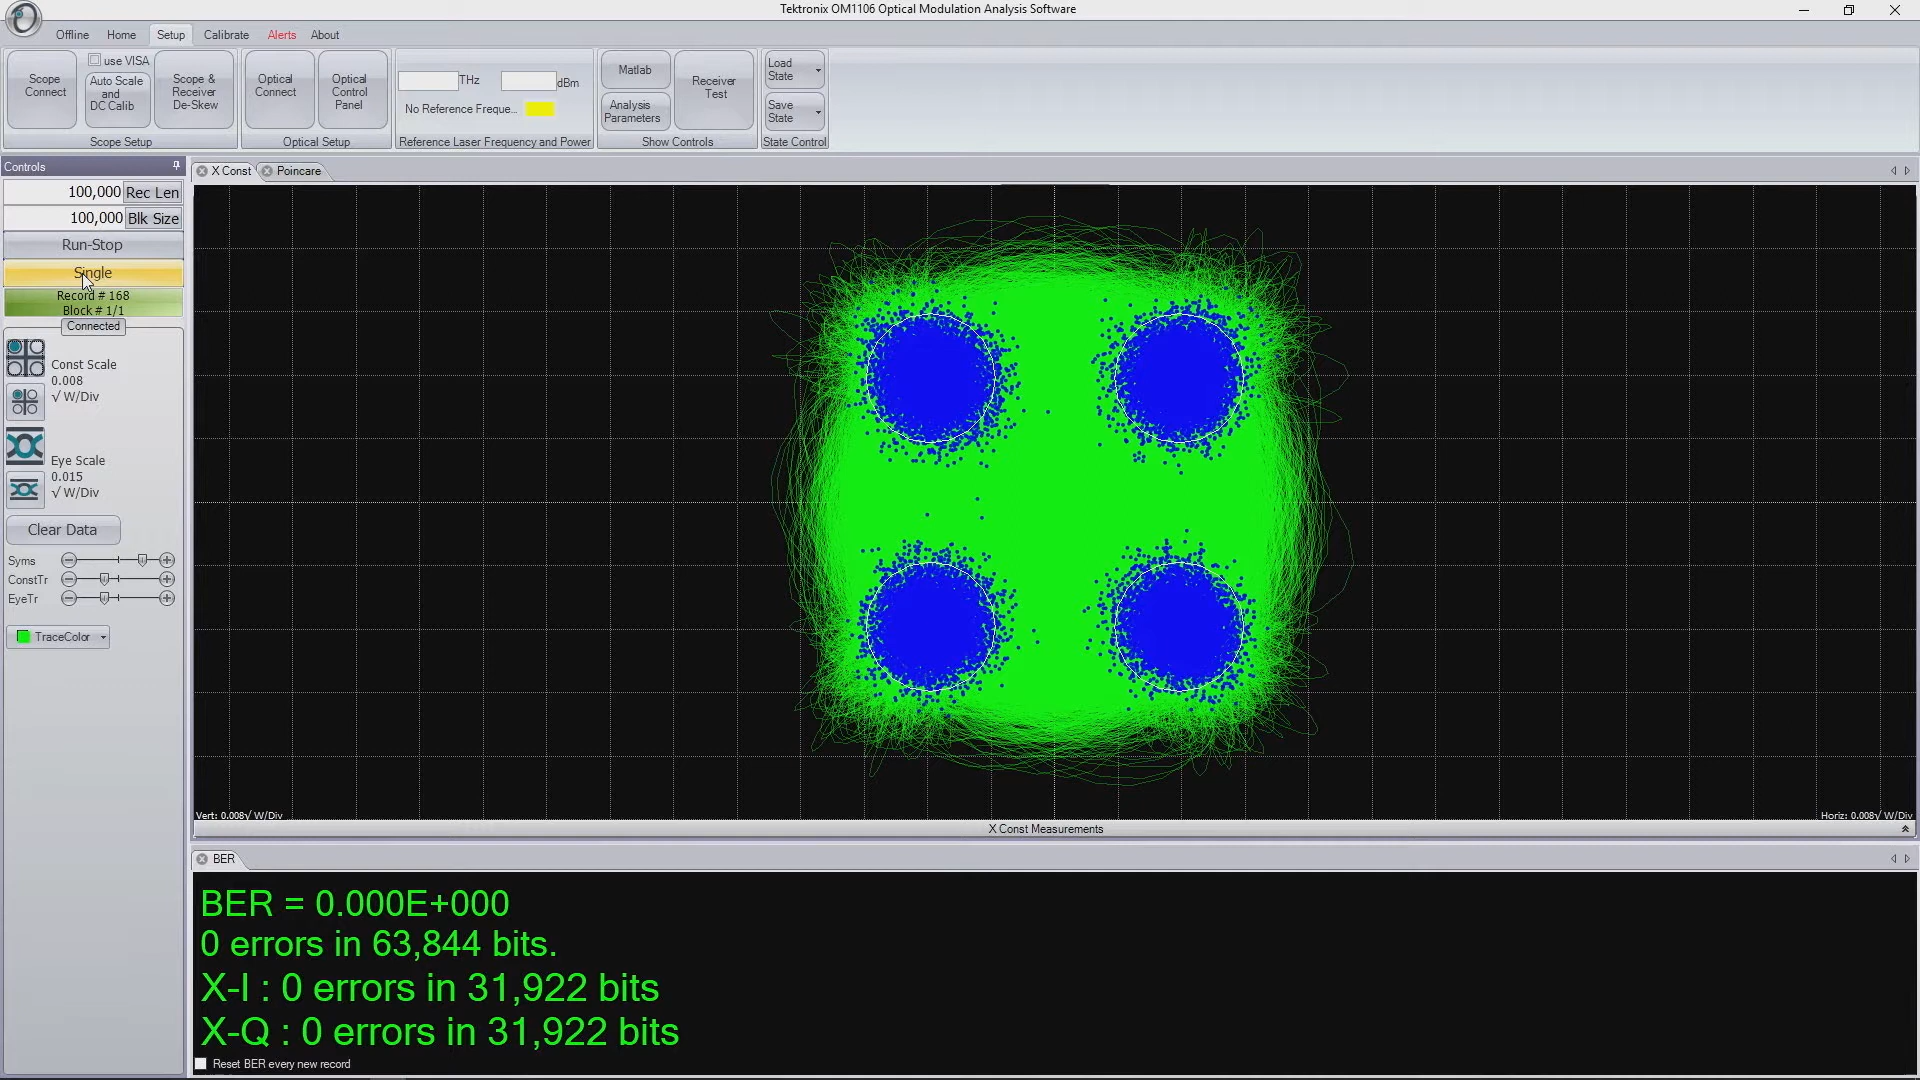 Tektronix OM1106 Optical Modulation Analysis Software
Offline Home Setup Calibrate Alerts About
Scope Connect
use VISA
Auto Scale and DC Calib
Scope & Receiver De-Skew
Optical Connect
Optical Control Panel
THz dBm
No Reference Freque...
Matlab
Analysis Parameters
Receiver Test
Load State
Save State
Scope Setup Optical Setup Reference Laser Frequency and Power Show Controls State Control
Controls
X Const Poincare
100,000 Rec Len
100,000 Blk Size
Run-Stop
Single
Record # 168
Block # 1/1
Connected
Const Scale
0.008
√ W/Div
Eye Scale
0.015
√ W/Div
Clear Data
Syms
ConstTr
EyeTr
TraceColor
Vert: 0.008√ W/Div
Horiz: 0.008√ W/Div
X Const Measurements
BER
BER = 0.000E+000
0 errors in 63,844 bits.
X-I : 0 errors in 31,922 bits
X-Q : 0 errors in 31,922 bits
Reset BER every new record